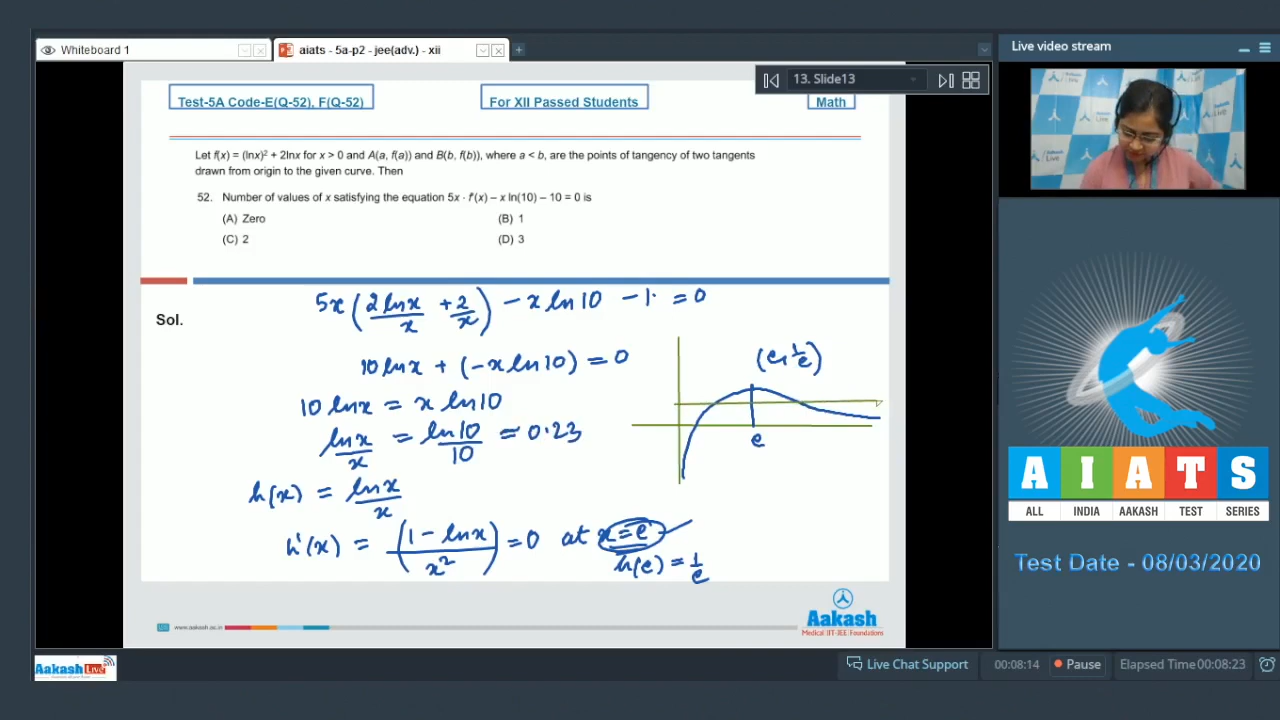 Whiteboard 1
aiats - 5a-p2 - jee(adv.) - xii
Live video stream
13. Slide13
Test-5A Code-E(Q-52), F(Q-52)
For XII Passed Students
Math
Let f(x) = (lnx)² + 2lnx for x > 0 and A(a, f(a)) and B(b, f(b)), where a < b, are the points of tangency of two tangents
drawn from origin to the given curve. Then
52. Number of values of x satisfying the equation 5x · f'(x) – x ln(10) – 10 = 0 is
(A) Zero
(B) 1
(C) 2
(D) 3
Sol.
5x (2lnx/x + 2/x) - x ln10 - 1 = 0
10 lnx + (-x ln10) = 0
10 lnx = x ln10
lnx/x = ln10/10 = 0.23
h(x) = lnx/x
h'(x) = (1 - lnx / x²) = 0 at x = e
h(e) = 1/e
(e, 1/e)
e
www.aakash.ac.in
Aakash
Medical|IIT-JEE|Foundations
Aakash Live
AIATS
ALL INDIA AAKASH TEST SERIES
Test Date - 08/03/2020
Live Chat Support
00:08:14
Pause
Elapsed Time 00:08:23